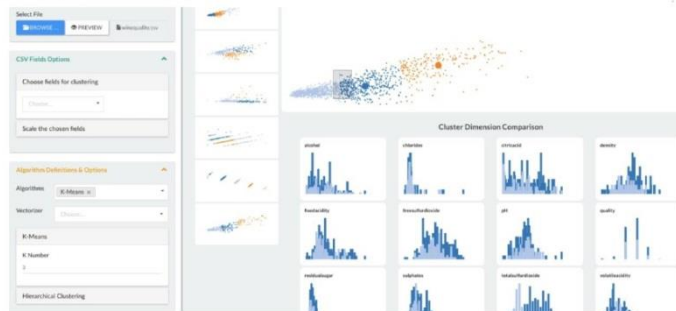 Select File
BROWSE...
PREVIEW
winequality.csv
CSV Fields Options
Choose fields for clustering
Choose...
Scale the chosen fields
Algorithm Definitions & Options
Algorithms
K-Means ×
Vectorizer
Choose...
K-Means
K Number
3
Hierarchical Clustering
Cluster Dimension Comparison
alcohol
chlorides
citricacid
density
fixedacidity
freesulfurdioxide
pH
quality
residualsugar
sulphates
totalsulfurdioxide
volatileacidity